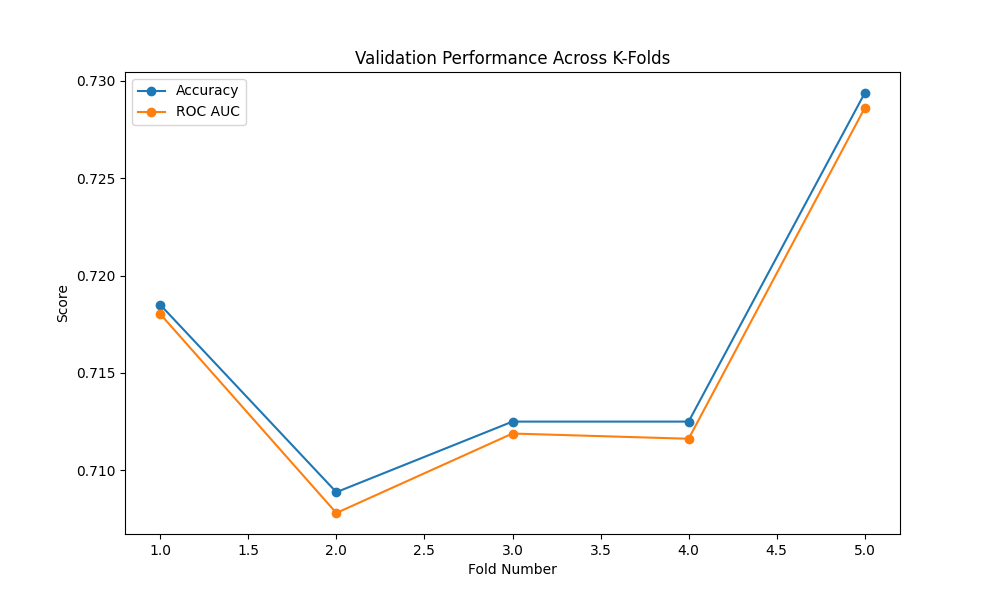 Validation Performance Across K-Folds
Accuracy
ROC AUC
0.730
0.725
0.720
0.715
0.710
Score
1.0 1.5 2.0 2.5 3.0 3.5 4.0 4.5 5.0
Fold Number